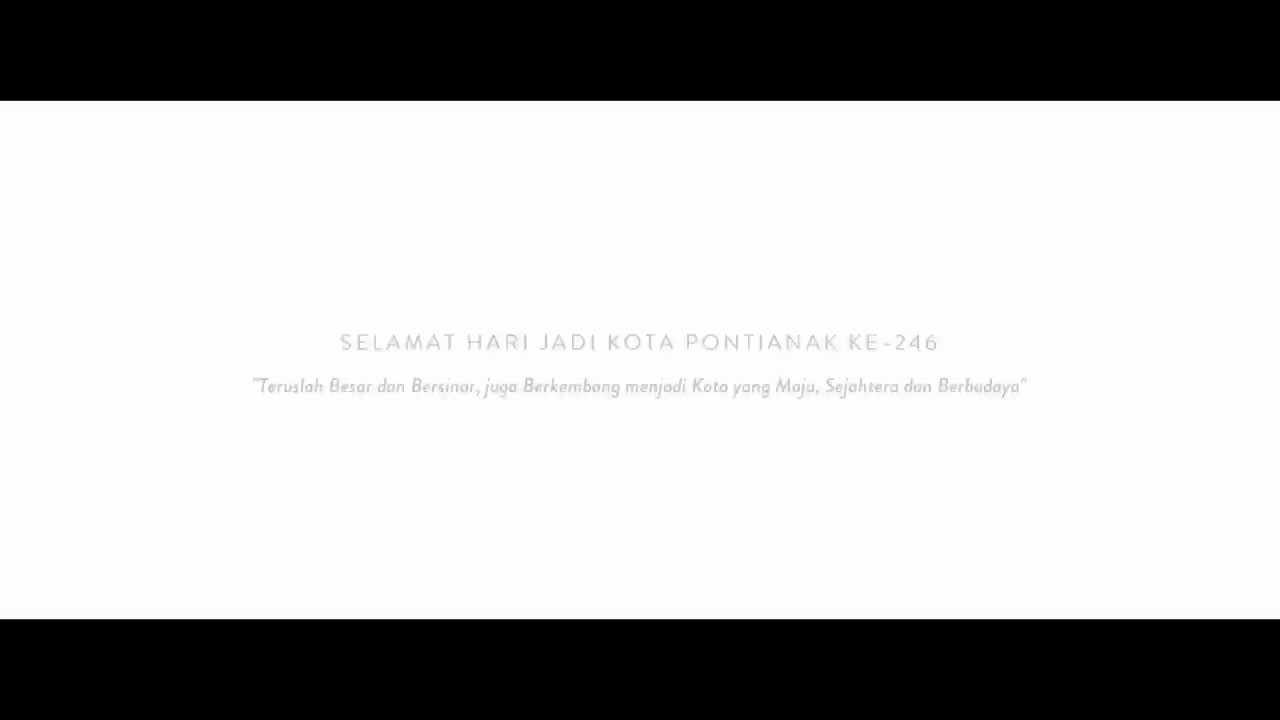 SELAMAT HARI JADI KOTA PONTIANAK KE-246
"Teruslah Besar dan Bersinar, juga Berkembang menjadi Kota yang Maju, Sejahtera dan Berbudaya"